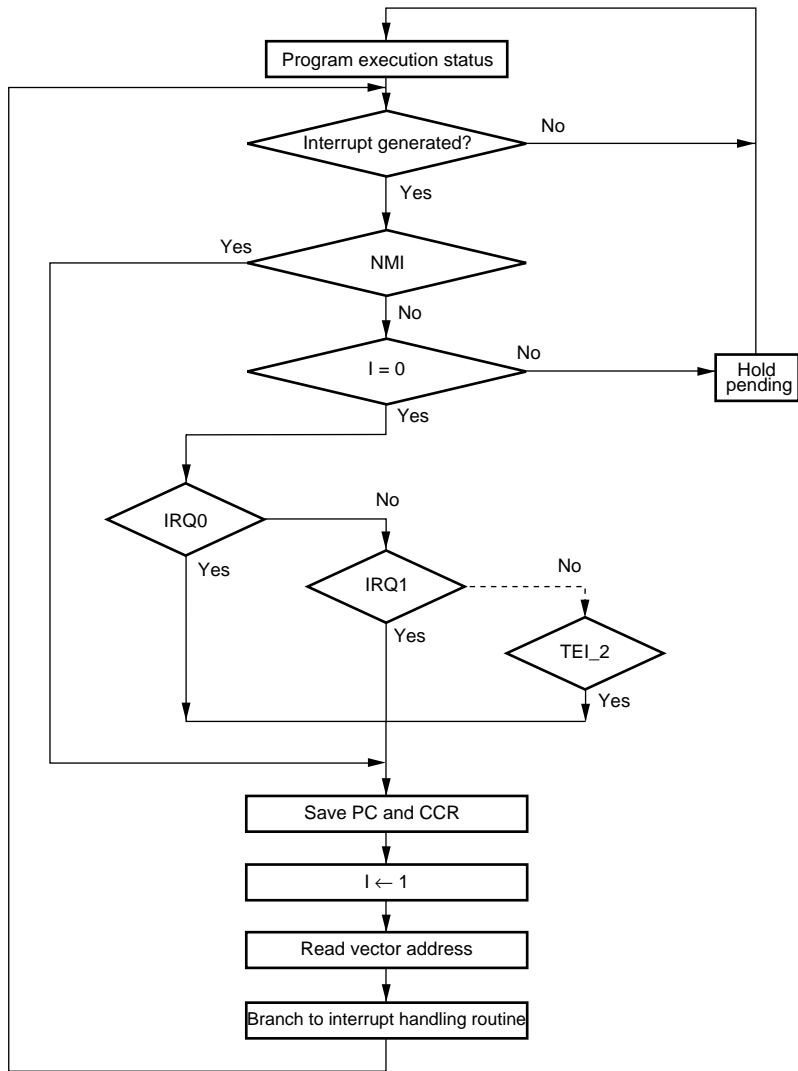 Program execution status
Interrupt generated?
No
Yes
Yes
NMI
No
I = 0
No
Hold
pending
Yes
IRQ0
No
Yes
IRQ1
No
Yes
TEI_2
Yes
Save PC and CCR
I ← 1
Read vector address
Branch to interrupt handling routine